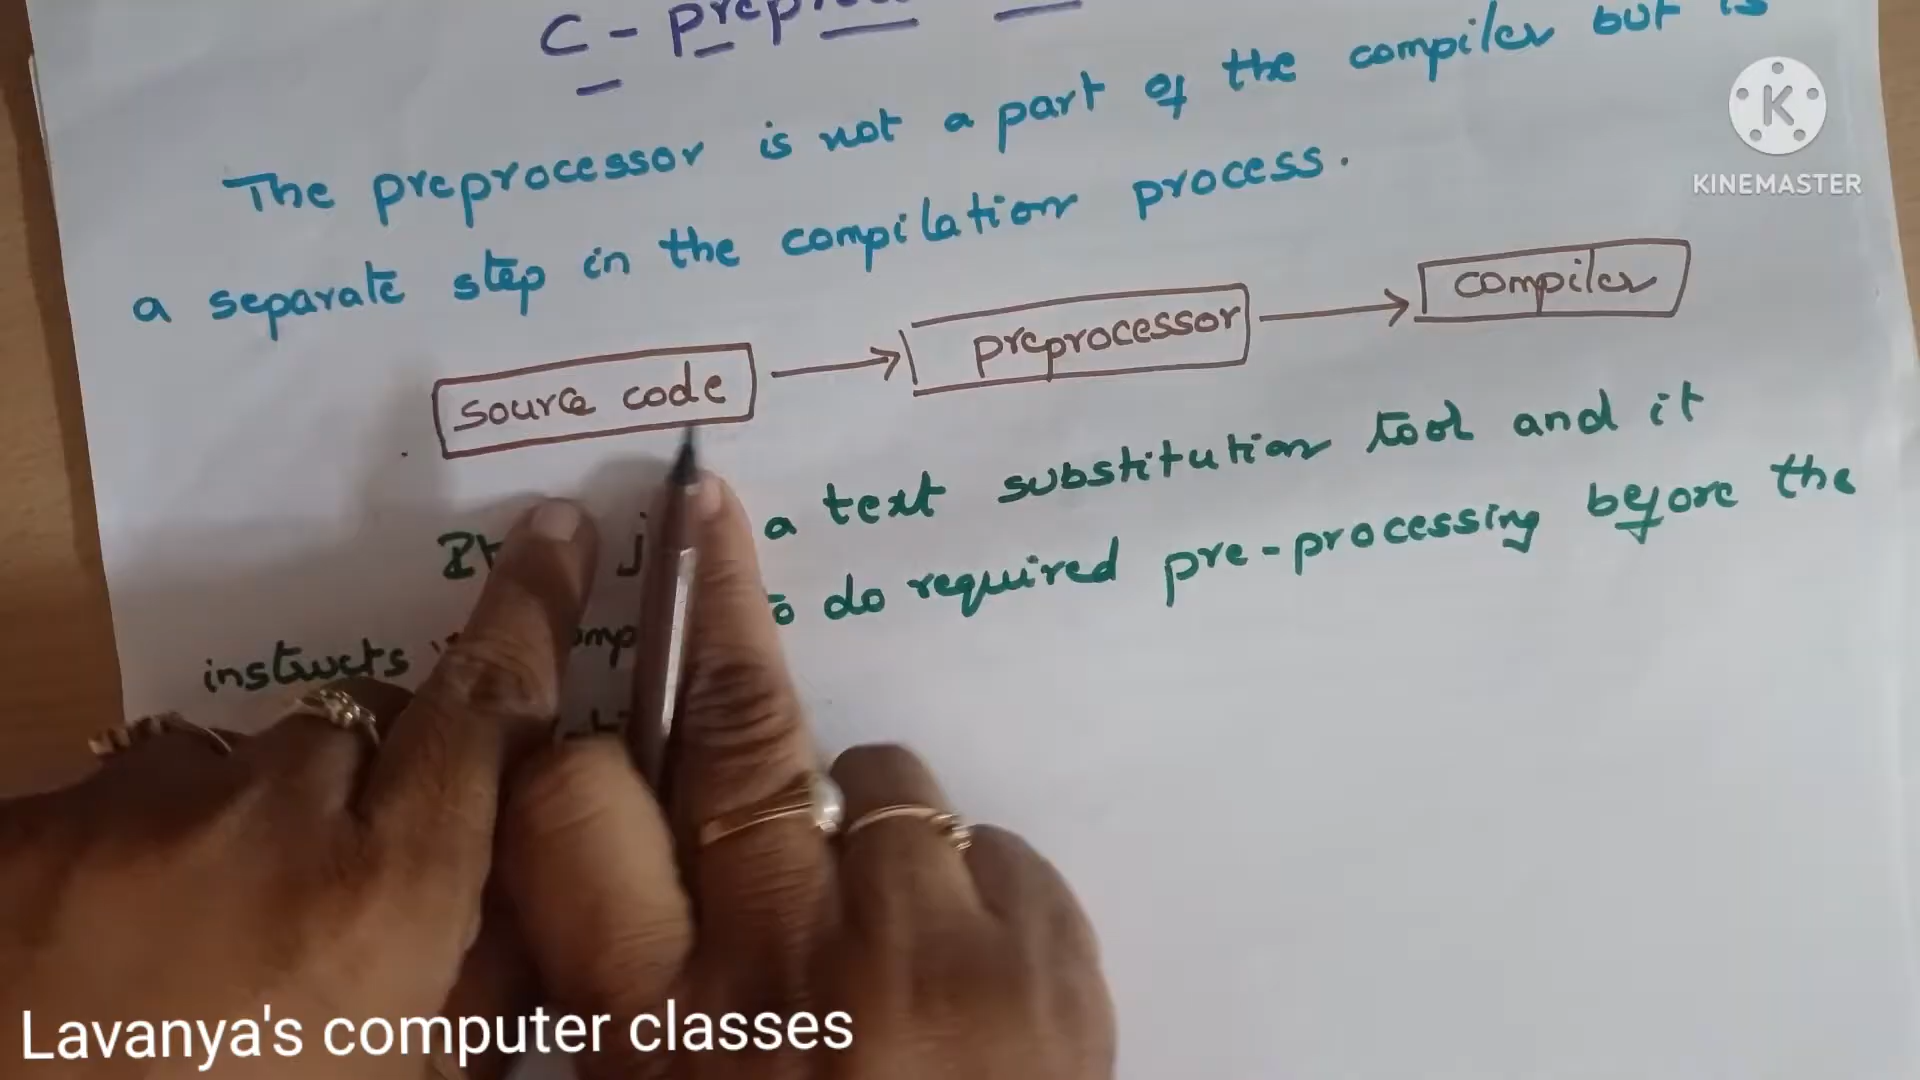 C - 
The preprocessor is not a part of the compiler but is
a separate step in the compilation process.
source code
preprocessor
compiler
a text substitution tool and it
instructs do required pre-processing before the
KINEMASTER
Lavanya's computer classes